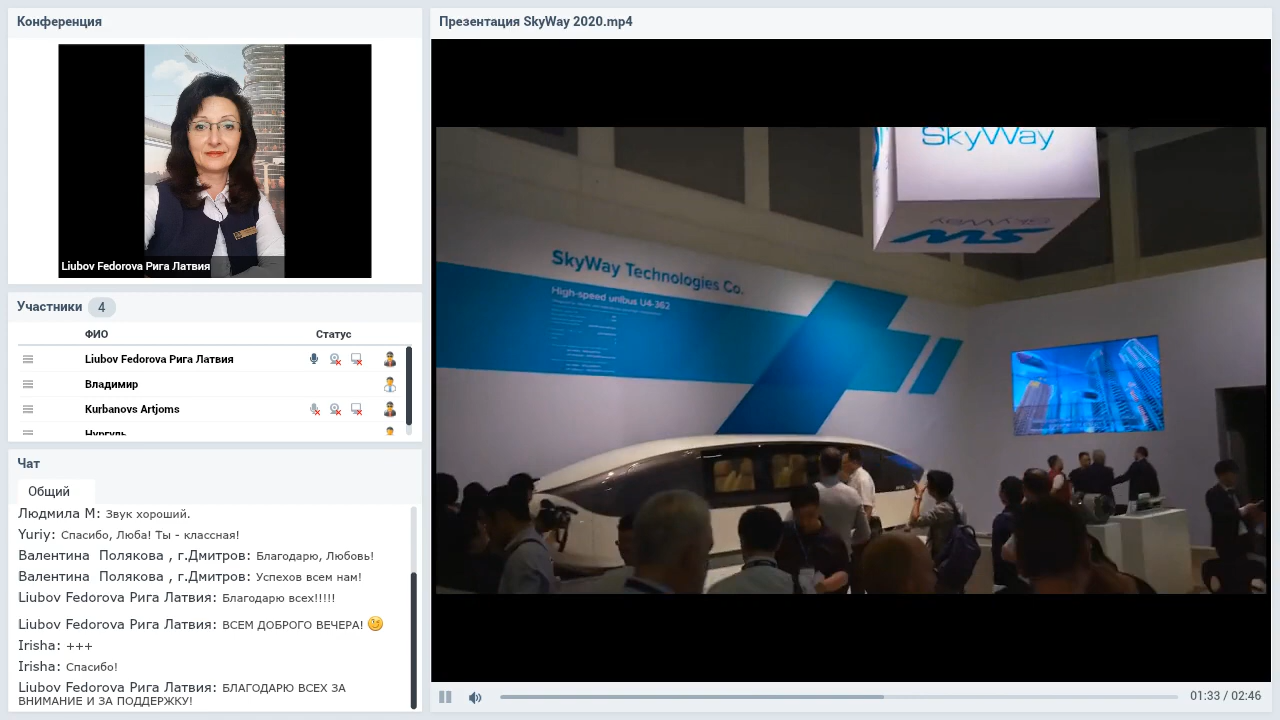 Конференция
Liubov Fedorova Рига Латвия
Участники 4
ФИО Статус
Liubov Fedorova Рига Латвия
Владимир
Kurbanovs Artjoms
Нургуль
Чат
Общий
Людмила М: Звук хороший.
Yuriy: Спасибо, Люба! Ты - классная!
Валентина Полякова , г.Дмитров: Благодарю, Любовь!
Валентина Полякова , г.Дмитров: Успехов всем нам!
Liubov Fedorova Рига Латвия: Благодарю всех!!!!!
Liubov Fedorova Рига Латвия: ВСЕМ ДОБРОГО ВЕЧЕРА!
Irisha: +++
Irisha: Спасибо!
Liubov Fedorova Рига Латвия: БЛАГОДАРЮ ВСЕХ ЗА
ВНИМАНИЕ И ЗА ПОДДЕРЖКУ!
Презентация SkyWay 2020.mp4
SkyWay
SkyWay Technologies Co.
High-speed unibus U4-362
01:33 / 02:46